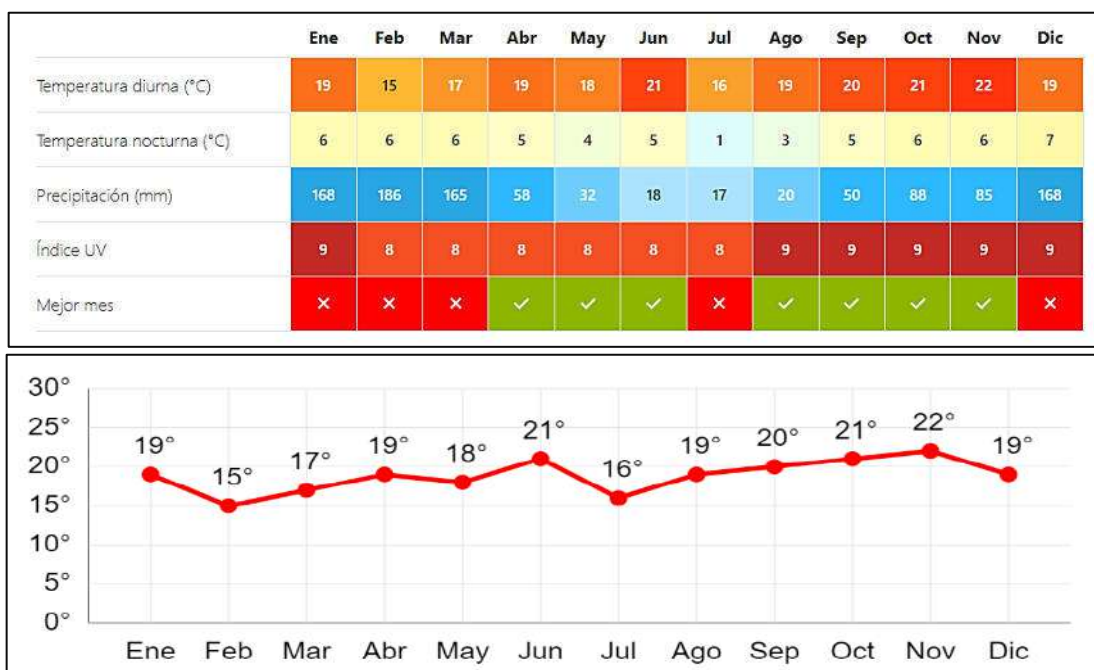 Ene Feb Mar Abr May Jun Jul Ago Sep Oct Nov Dic
Temperatura diurna (°C) 19 15 17 19 18 21 16 19 20 21 22 19
Temperatura nocturna (°C) 6 6 6 5 4 5 1 3 5 6 6 7
Precipitación (mm) 168 186 165 58 32 18 17 20 50 88 85 168
Índice UV 9 8 8 8 8 8 8 9 9 9 9 9
Mejor mes
30°
25°
20°
15°
10°
5°
0°
19° 15° 17° 19° 18° 21° 16° 19° 20° 21° 22° 19°
Ene Feb Mar Abr May Jun Jul Ago Sep Oct Nov Dic